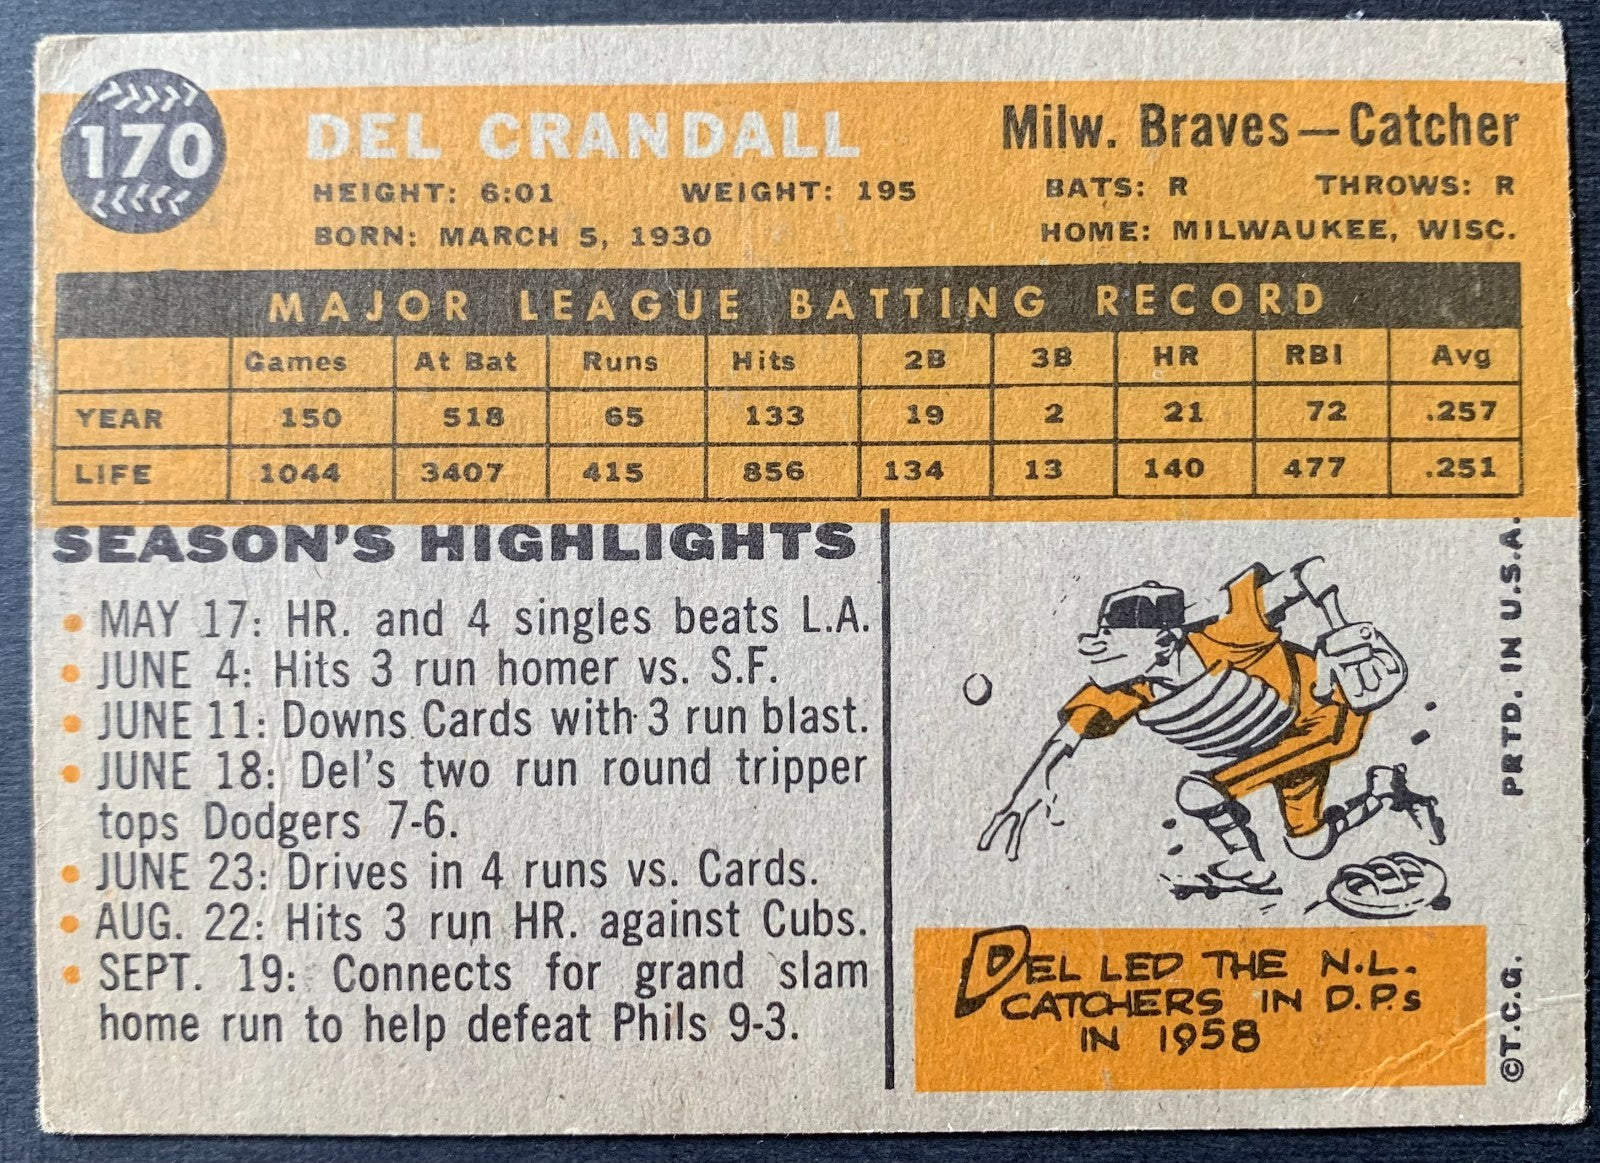 170
DEL CRANDALL
Milw. Braves—Catcher
HEIGHT: 6:01 WEIGHT: 195 BATS: R THROWS: R
BORN: MARCH 5, 1930 HOME: MILWAUKEE, WISC.
MAJOR LEAGUE BATTING RECORD
Games At Bat Runs Hits 2B 3B HR RBI Avg
YEAR 150 518 65 133 19 2 21 72 .257
LIFE 1044 3407 415 856 134 13 140 477 .251
SEASON'S HIGHLIGHTS
• MAY 17: HR. and 4 singles beats L.A.
• JUNE 4: Hits 3 run homer vs. S.F.
• JUNE 11: Downs Cards with 3 run blast.
• JUNE 18: Del's two run round tripper
tops Dodgers 7-6.
• JUNE 23: Drives in 4 runs vs. Cards.
• AUG. 22: Hits 3 run HR. against Cubs.
• SEPT. 19: Connects for grand slam
home run to help defeat Phils 9-3.
DEL LED THE N.L.
CATCHERS IN D.P.s
IN 1958
©T.C.G. PRTD. IN U.S.A.